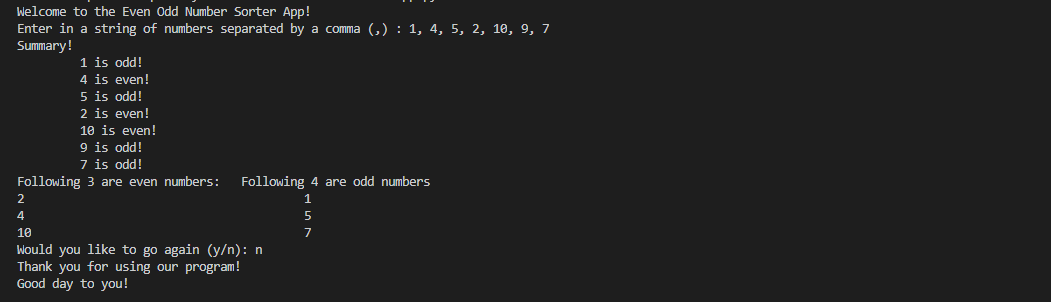 Welcome to the Even Odd Number Sorter App!
Enter in a string of numbers separated by a comma (,) : 1, 4, 5, 2, 10, 9, 7
Summary!
1 is odd!
4 is even!
5 is odd!
2 is even!
10 is even!
9 is odd!
7 is odd!
Following 3 are even numbers: Following 4 are odd numbers
2 1
4 5
10 7
Would you like to go again (y/n): n
Thank you for using our program!
Good day to you!